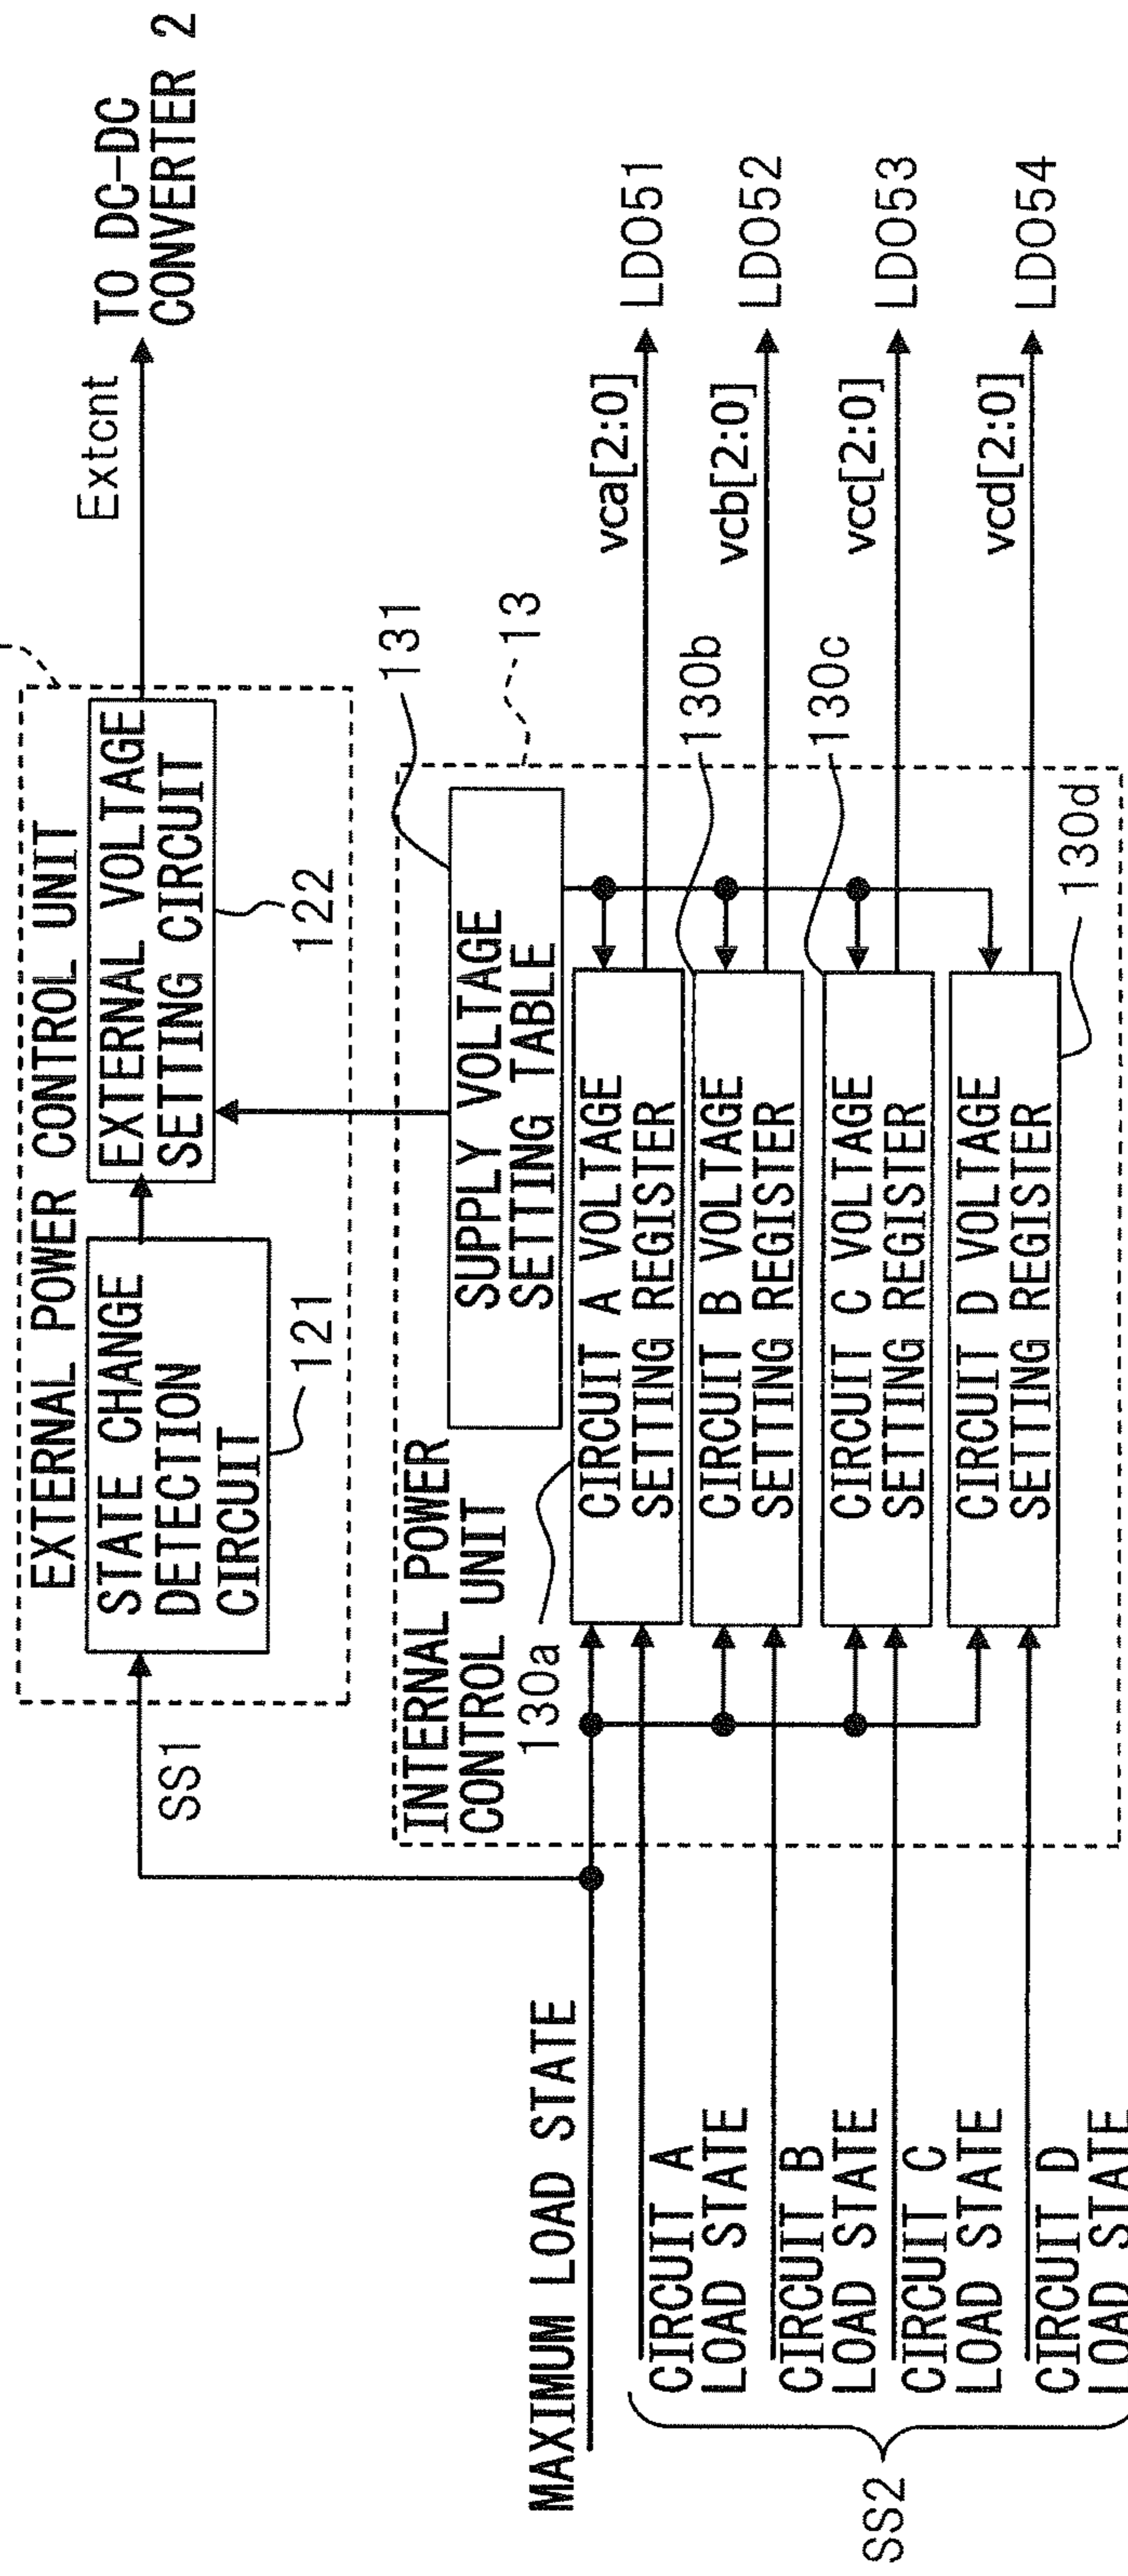 EXTERNAL POWER CONTROL UNIT
STATE CHANGE
DETECTION
CIRCUIT
121
EXTERNAL VOLTAGE
SETTING CIRCUIT
122
Extcnt
TO DC-DC
CONVERTER 2
SS1
INTERNAL POWER
CONTROL UNIT
SUPPLY VOLTAGE
SETTING TABLE
131
13
MAXIMUM LOAD STATE
130a
CIRCUIT A VOLTAGE
SETTING REGISTER
vca[2:0]
LDO51
CIRCUIT A
LOAD STATE
CIRCUIT B VOLTAGE
SETTING REGISTER
130b
vcb[2:0]
LDO52
CIRCUIT B
LOAD STATE
CIRCUIT C VOLTAGE
SETTING REGISTER
130c
vcc[2:0]
LDO53
CIRCUIT C
LOAD STATE
CIRCUIT D VOLTAGE
SETTING REGISTER
130d
vcd[2:0]
LDO54
CIRCUIT D
LOAD STATE
SS2